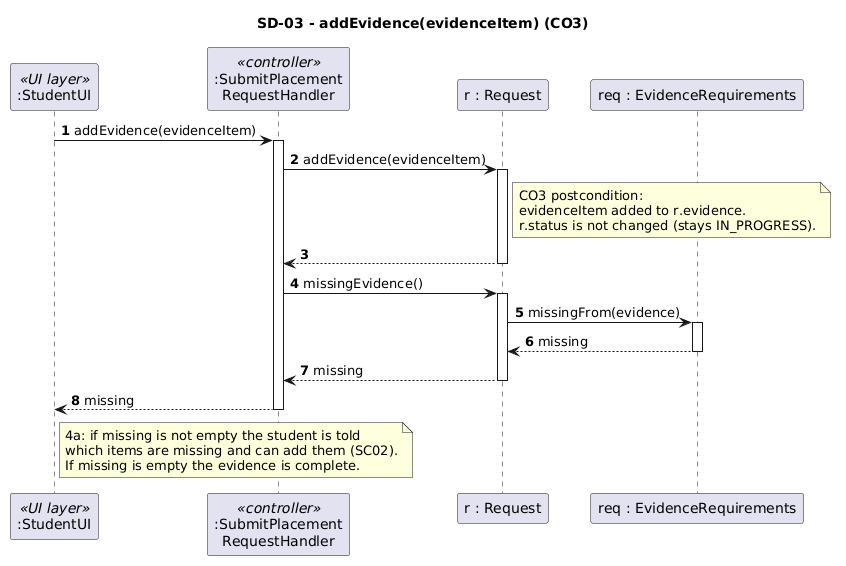 SD-03 - addEvidence(evidenceItem) (CO3)
«UI layer»
:StudentUI
«controller»
:SubmitPlacement
RequestHandler
r : Request
req : EvidenceRequirements
1 addEvidence(evidenceItem)
2 addEvidence(evidenceItem)
CO3 postcondition:
evidenceItem added to r.evidence.
r.status is not changed (stays IN_PROGRESS).
3
4 missingEvidence()
5 missingFrom(evidence)
6 missing
7 missing
8 missing
4a: if missing is not empty the student is told
which items are missing and can add them (SC02).
If missing is empty the evidence is complete.
«UI layer»
:StudentUI
«controller»
:SubmitPlacement
RequestHandler
r : Request
req : EvidenceRequirements